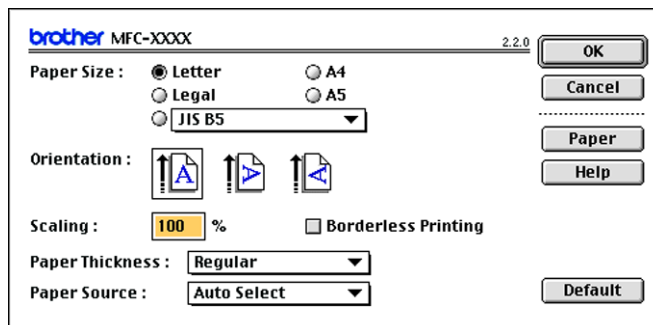 brother MFC-XXXX
2.2.0
OK
Paper Size :
Letter
A4
Cancel
Legal
A5
JIS B5
Paper
Orientation :
A A A
Help
Scaling :
100 %
Borderless Printing
Paper Thickness :
Regular
Paper Source :
Auto Select
Default